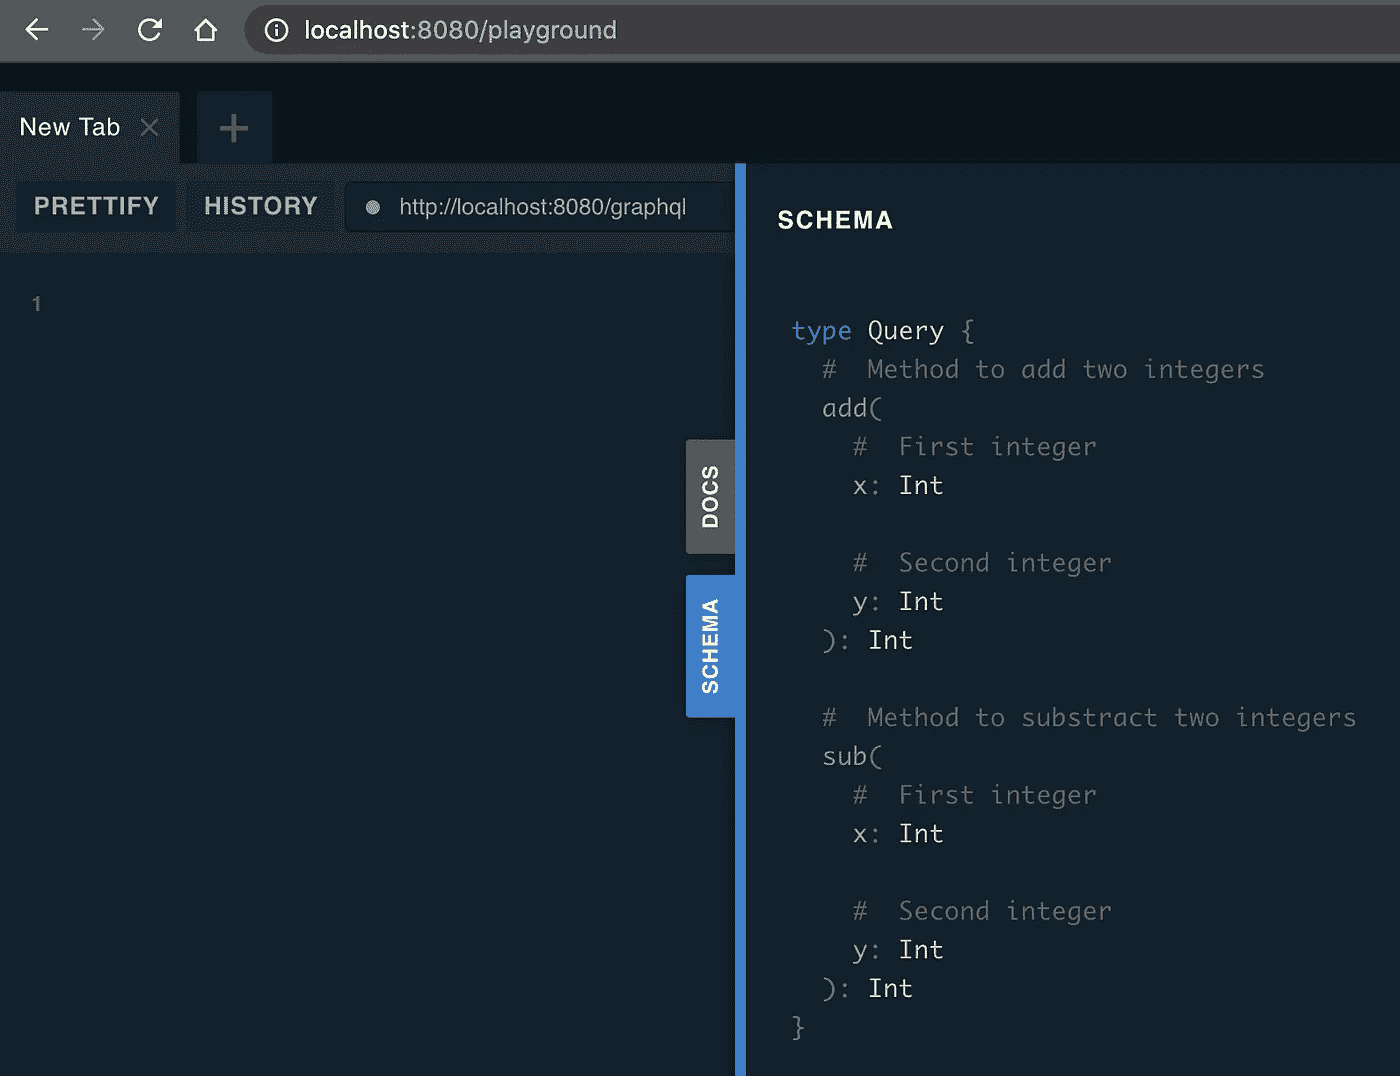 localhost:8080/playground
New Tab
PRETTIFY HISTORY http://localhost:8080/graphql
1
DOCS
SCHEMA
SCHEMA
type Query {
# Method to add two integers
add(
# First integer
x: Int
# Second integer
y: Int
): Int
# Method to substract two integers
sub(
# First integer
x: Int
# Second integer
y: Int
): Int
}